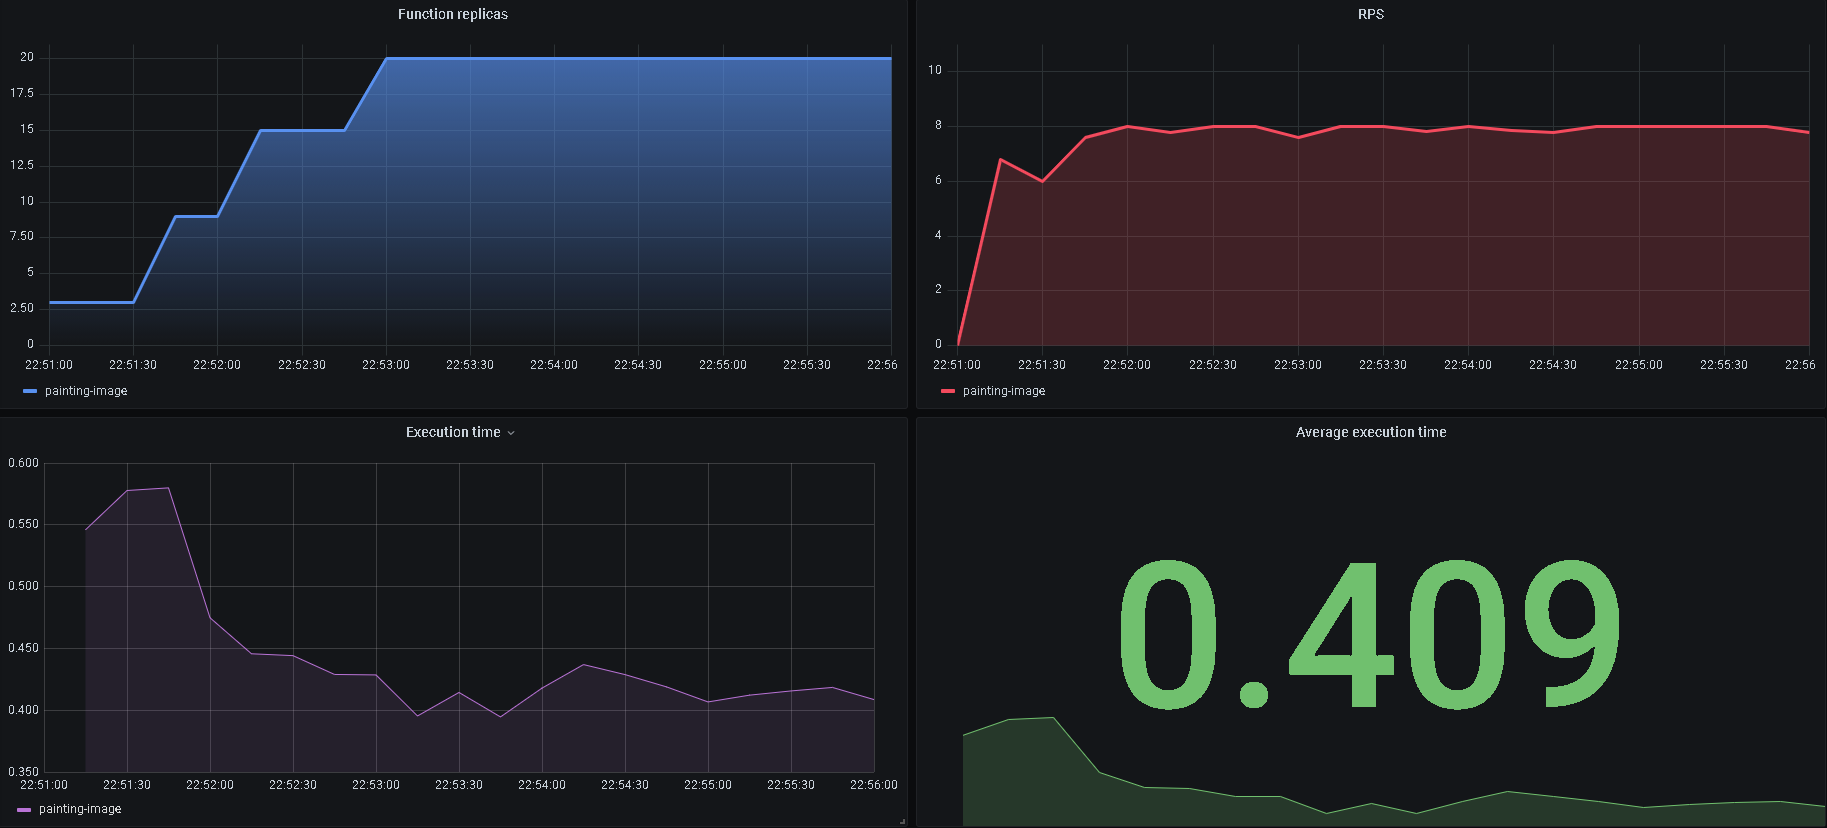 Function replicas
20
17.5
15
12.5
10
7.50
5
2.50
0
22:51:00 22:51:30 22:52:00 22:52:30 22:53:00 22:53:30 22:54:00 22:54:30 22:55:00 22:55:30 22:56
painting-image
RPS
10
8
6
4
2
0
22:51:00 22:51:30 22:52:00 22:52:30 22:53:00 22:53:30 22:54:00 22:54:30 22:55:00 22:55:30 22:56
painting-image
Execution time
0.600
0.550
0.500
0.450
0.400
0.350
22:51:00 22:51:30 22:52:00 22:52:30 22:53:00 22:53:30 22:54:00 22:54:30 22:55:00 22:55:30 22:56:00
painting-image
Average execution time
0.409